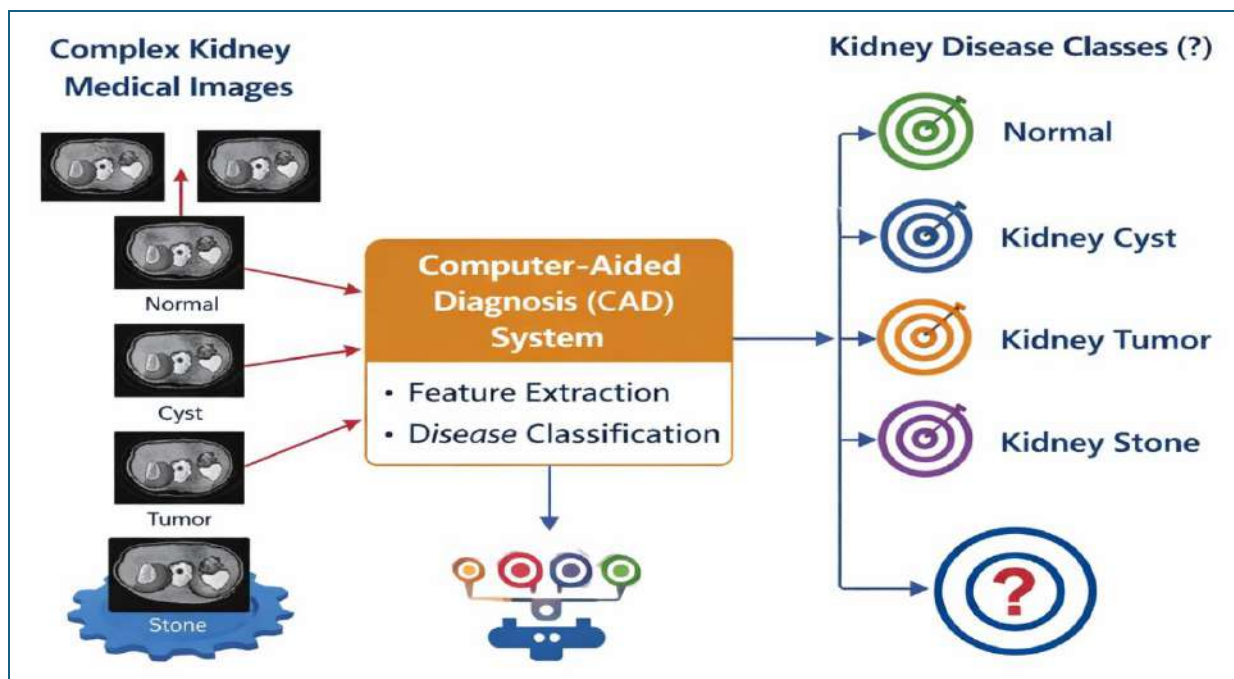 Complex Kidney
Medical Images
Normal
Cyst
Tumor
Stone
Computer-Aided
Diagnosis (CAD)
System
• Feature Extraction
• Disease Classification
Kidney Disease Classes (?)
Normal
Kidney Cyst
Kidney Tumor
Kidney Stone
?